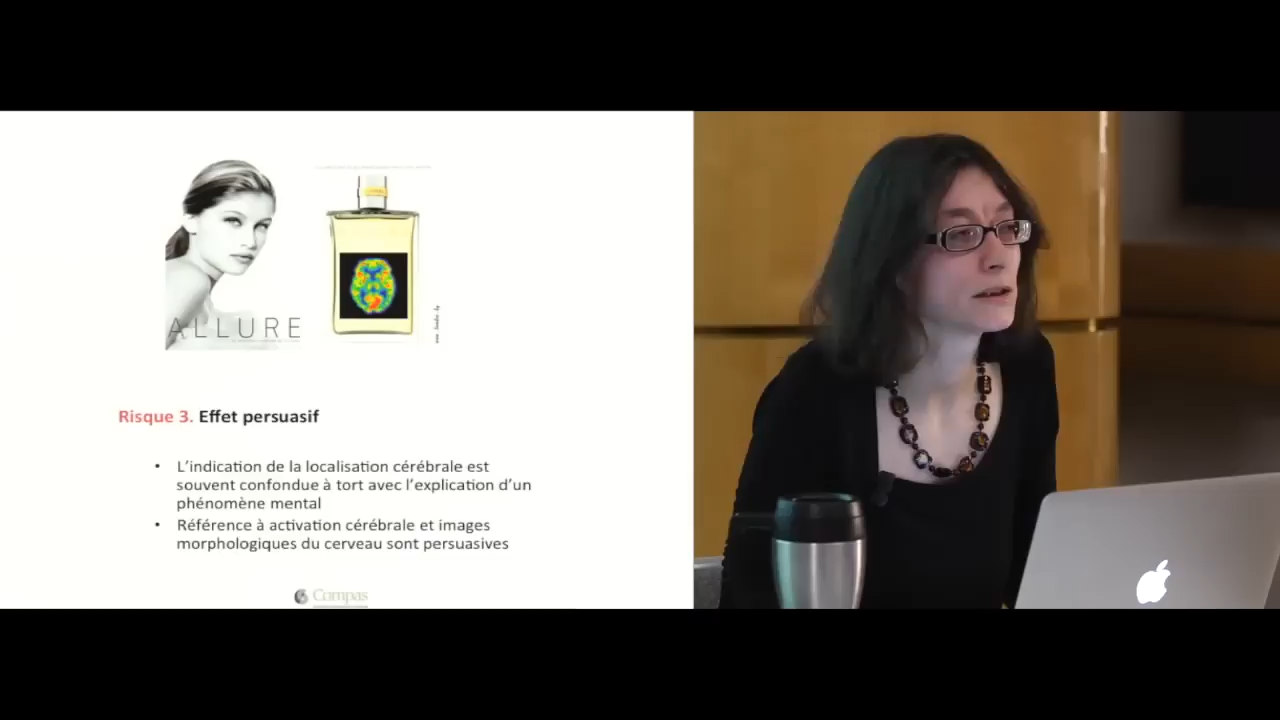 ALLURE
Risque 3. Effet persuasif
• L'indication de la localisation cérébrale est
souvent confondue à tort avec l'explication d'un
phénomène mental
• Référence à activation cérébrale et images
morphologiques du cerveau sont persuasives
Compas